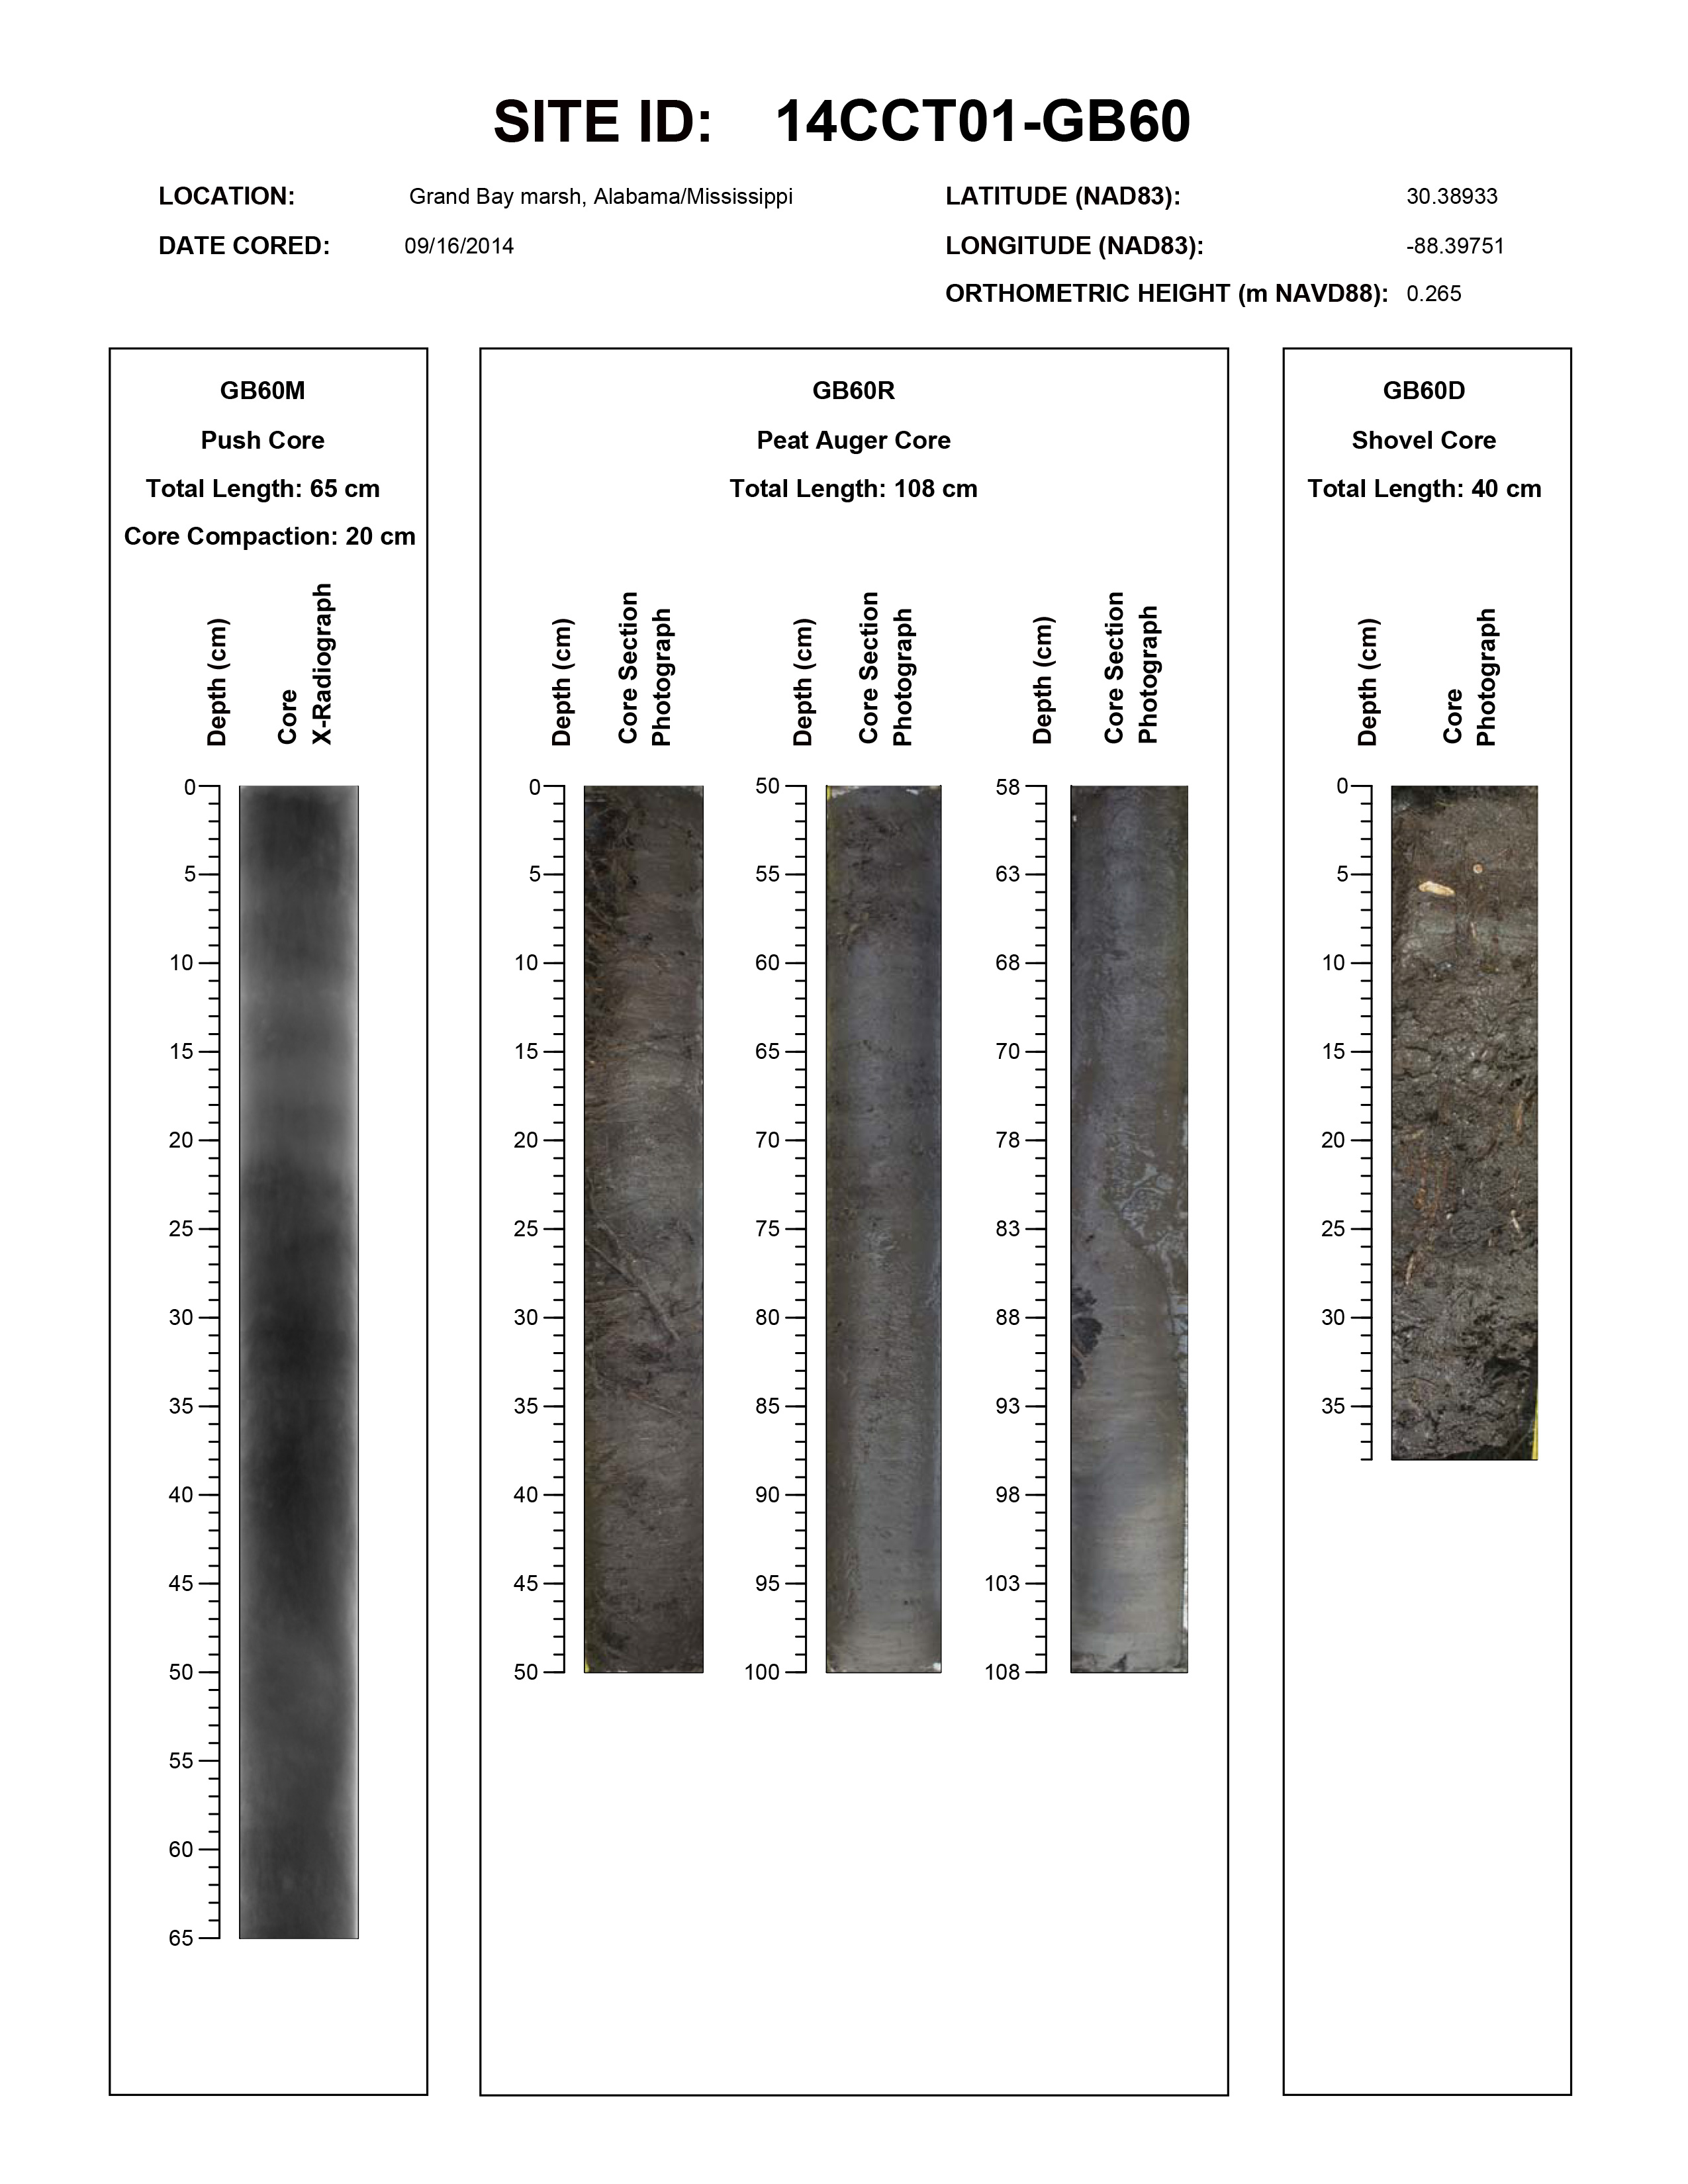 SITE ID: 14CCT01-GB60
LOCATION: Grand Bay marsh, Alabama/Mississippi
DATE CORED: 09/16/2014
LATITUDE (NAD83): 30.38933
LONGITUDE (NAD83): -88.39751
ORTHOMETRIC HEIGHT (m NAVD88): 0.265
GB60M
Push Core
Total Length: 65 cm
Core Compaction: 20 cm
Depth (cm)
Core
X-Radiograph
0
5
10
15
20
25
30
35
40
45
50
55
60
65
GB60R
Peat Auger Core
Total Length: 108 cm
Depth (cm)
Core Section
Photograph
0
5
10
15
20
25
30
35
40
45
50
Depth (cm)
Core Section
Photograph
50
55
60
65
70
75
80
85
90
95
100
Depth (cm)
Core Section
Photograph
58
63
68
70
78
83
88
93
98
103
108
GB60D
Shovel Core
Total Length: 40 cm
Depth (cm)
Core
Photograph
0
5
10
15
20
25
30
35